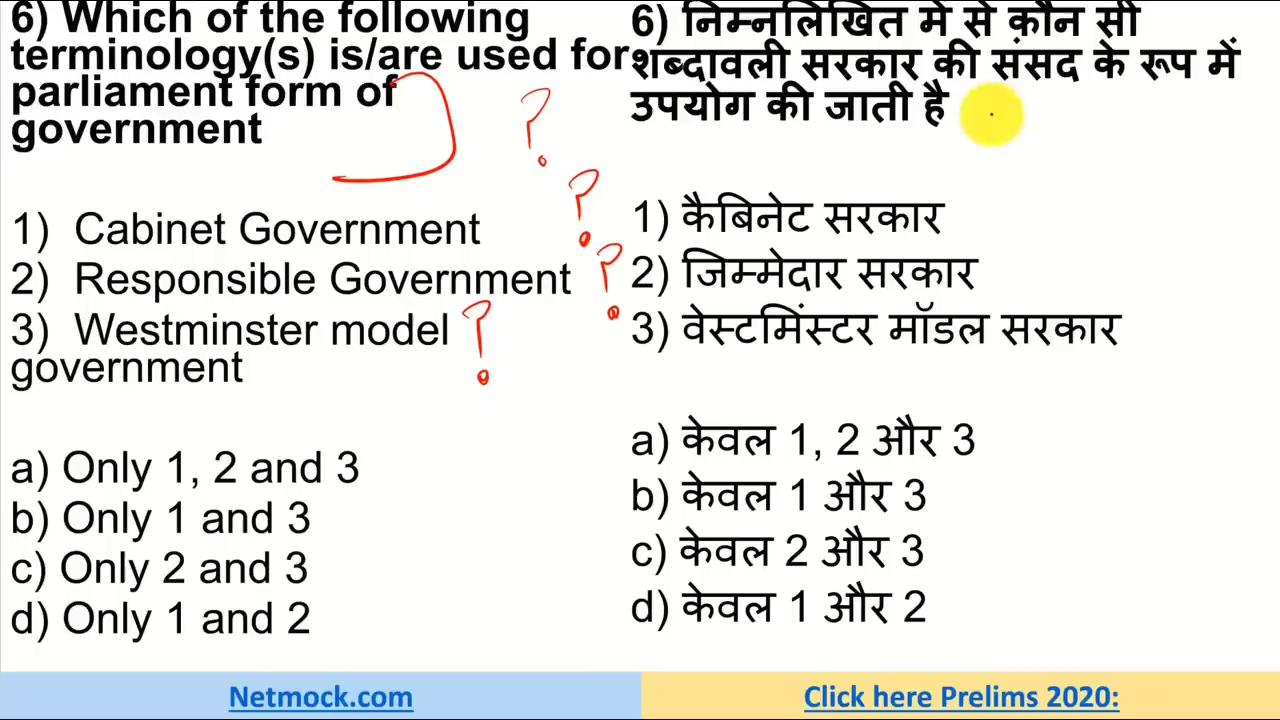 6) Which of the following
terminology(s) is/are used for
parliament form of
government
1) Cabinet Government
2) Responsible Government
3) Westminster model
government
a) Only 1, 2 and 3
b) Only 1 and 3
c) Only 2 and 3
d) Only 1 and 2
6) निम्नलिखित में से कौन सी
शब्दावली सरकार की संसद के रूप में
उपयोग की जाती है
1) कैबिनेट सरकार
2) जिम्मेदार सरकार
3) वेस्टमिंस्टर मॉडल सरकार
a) केवल 1, 2 और 3
b) केवल 1 और 3
c) केवल 2 और 3
d) केवल 1 और 2
?
?
?
?
Netmock.com
Click here Prelims 2020: